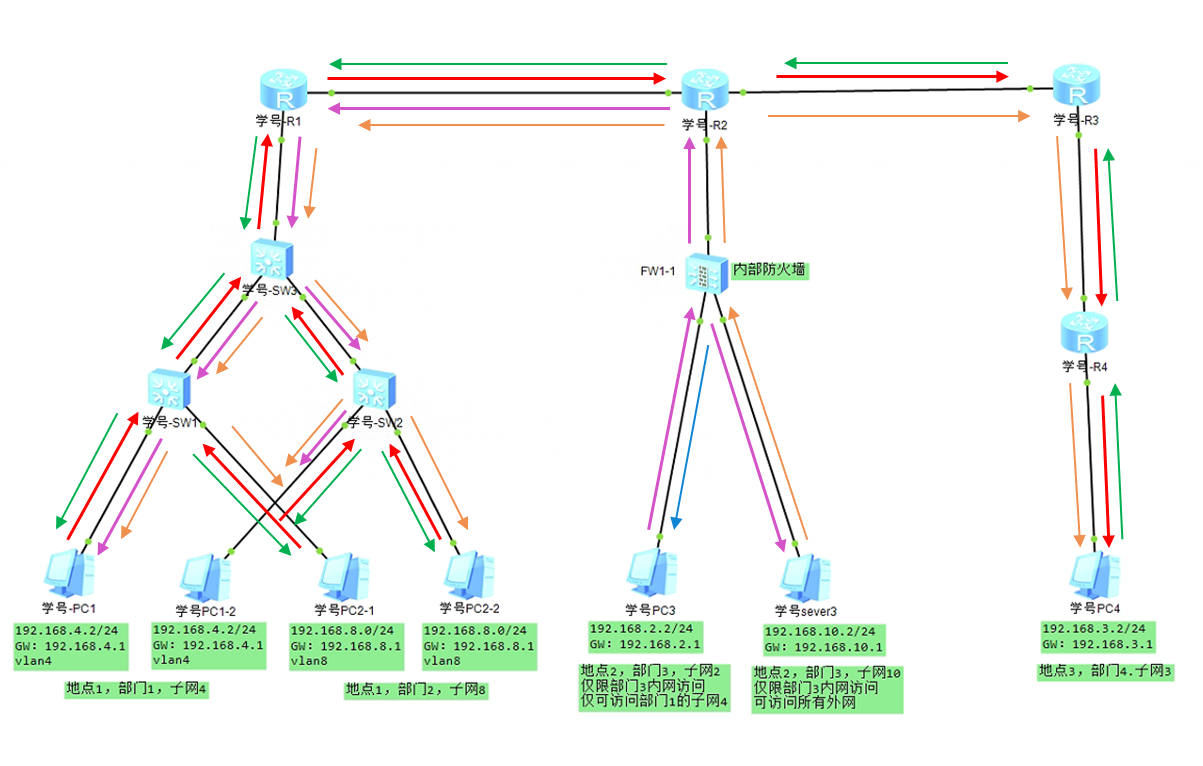 学号-R1
学号-R2
学号-R3
FW1-1
内部防火墙
学号-SW3
学号-R4
学号-SW1
学号-SW2
学号-PC1
学号PC1-2
学号PC2-1
学号PC2-2
学号PC3
学号sever3
学号PC4
192.168.4.2/24
GW: 192.168.4.1
vlan4
192.168.4.2/24
GW: 192.168.4.1
vlan4
192.168.8.0/24
GW: 192.168.8.1
vlan8
192.168.8.0/24
GW: 192.168.8.1
vlan8
192.168.2.2/24
GW: 192.168.2.1
192.168.10.2/24
GW: 192.168.10.1
192.168.3.2/24
GW: 192.168.3.1
地点1，部门1，子网4
地点1，部门2，子网8
地点2，部门3，子网2
仅限部门3内网访问
仅可访问部门1的子网4
地点2，部门3，子网10
仅限部门3内网访问
可访问所有外网
地点3，部门4.子网3
R
R
R
R